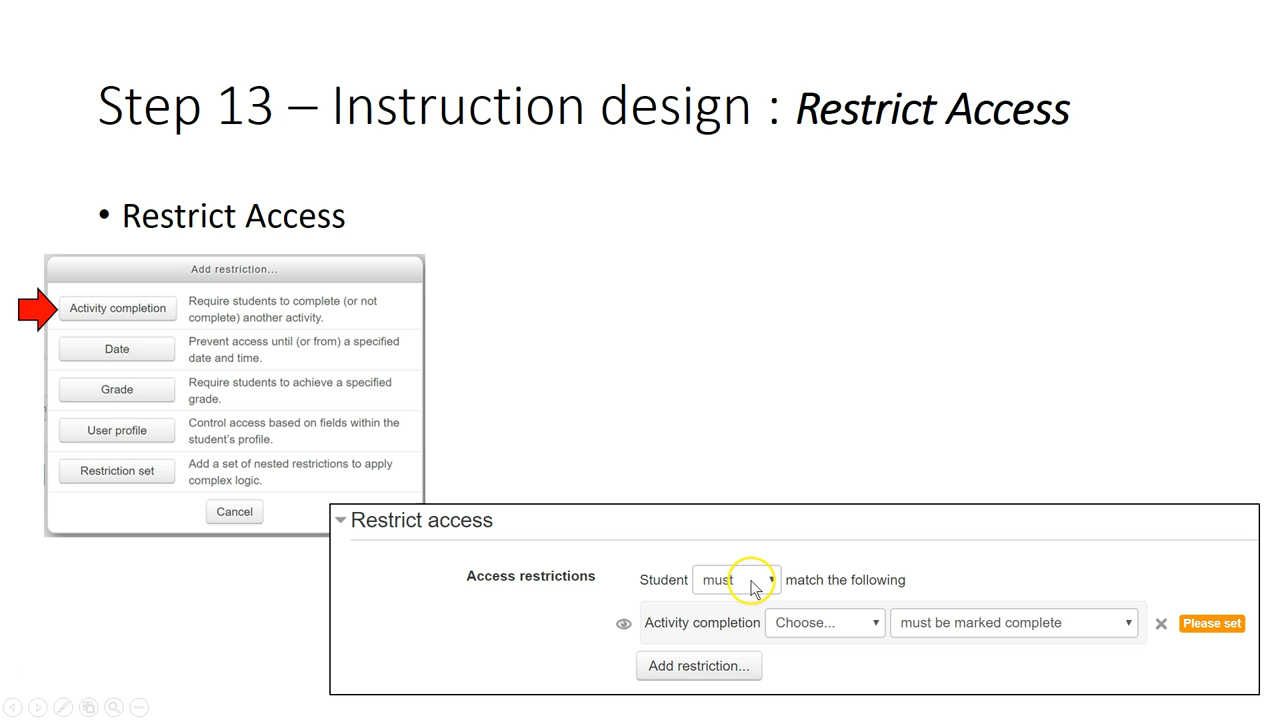 Step 13 – Instruction design : Restrict Access
• Restrict Access
Add restriction...
Activity completion
Require students to complete (or not
complete) another activity.
Date
Prevent access until (or from) a specified
date and time.
Grade
Require students to achieve a specified
grade.
User profile
Control access based on fields within the
student's profile.
Restriction set
Add a set of nested restrictions to apply
complex logic.
Cancel
Restrict access
Access restrictions
Student must match the following
Activity completion Choose... must be marked complete Please set
Add restriction...